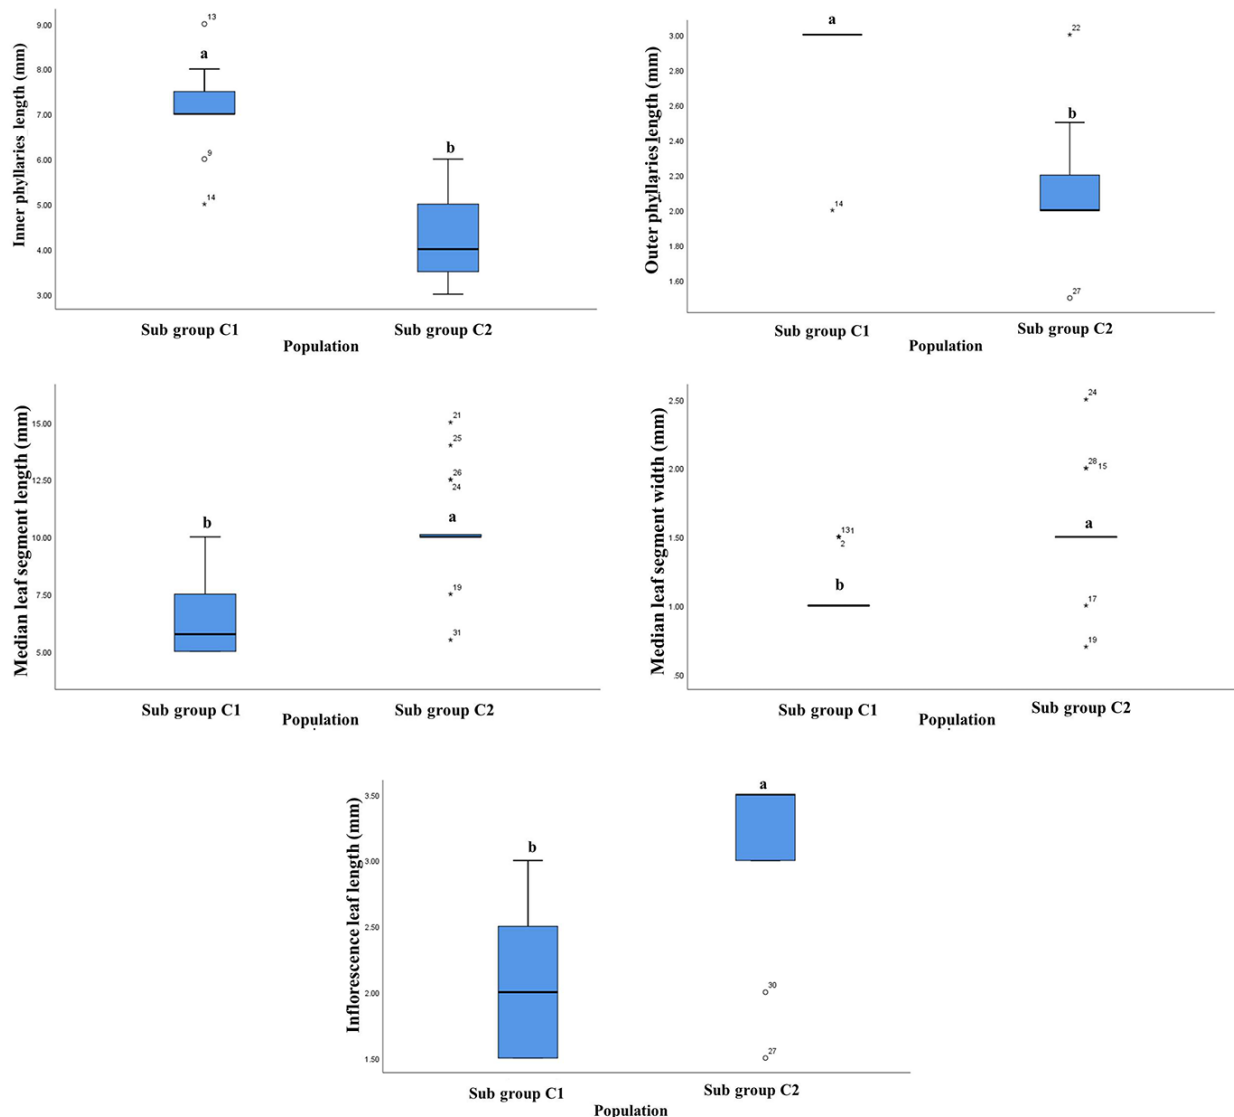 Inner phyllaries length (mm)
9.00
8.00
7.00
6.00
5.00
4.00
3.00
13
a
9
14
b
Sub group C1
Sub group C2
Population
Outer phyllaries length (mm)
3.00
2.80
2.60
2.40
2.20
2.00
1.80
1.60
a
14
22
b
27
Sub group C1
Sub group C2
Population
Median leaf segment length (mm)
15.00
12.50
10.00
7.50
5.00
b
21
25
26
24
a
19
31
Sub group C1
Sub group C2
Population
Median leaf segment width (mm)
2.50
2.00
1.50
1.00
.50
131
2
b
24
28 15
a
17
19
Sub group C1
Sub group C2
Population
Inflorescence leaf length (mm)
3.50
3.00
2.50
2.00
1.50
b
a
30
27
Sub group C1
Sub group C2
Population